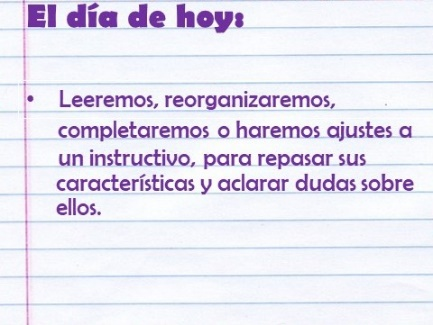 El día de hoy:
• Leeremos, reorganizaremos,
completaremos o haremos ajustes a
un instructivo, para repasar sus
características y aclarar dudas sobre
ellos.